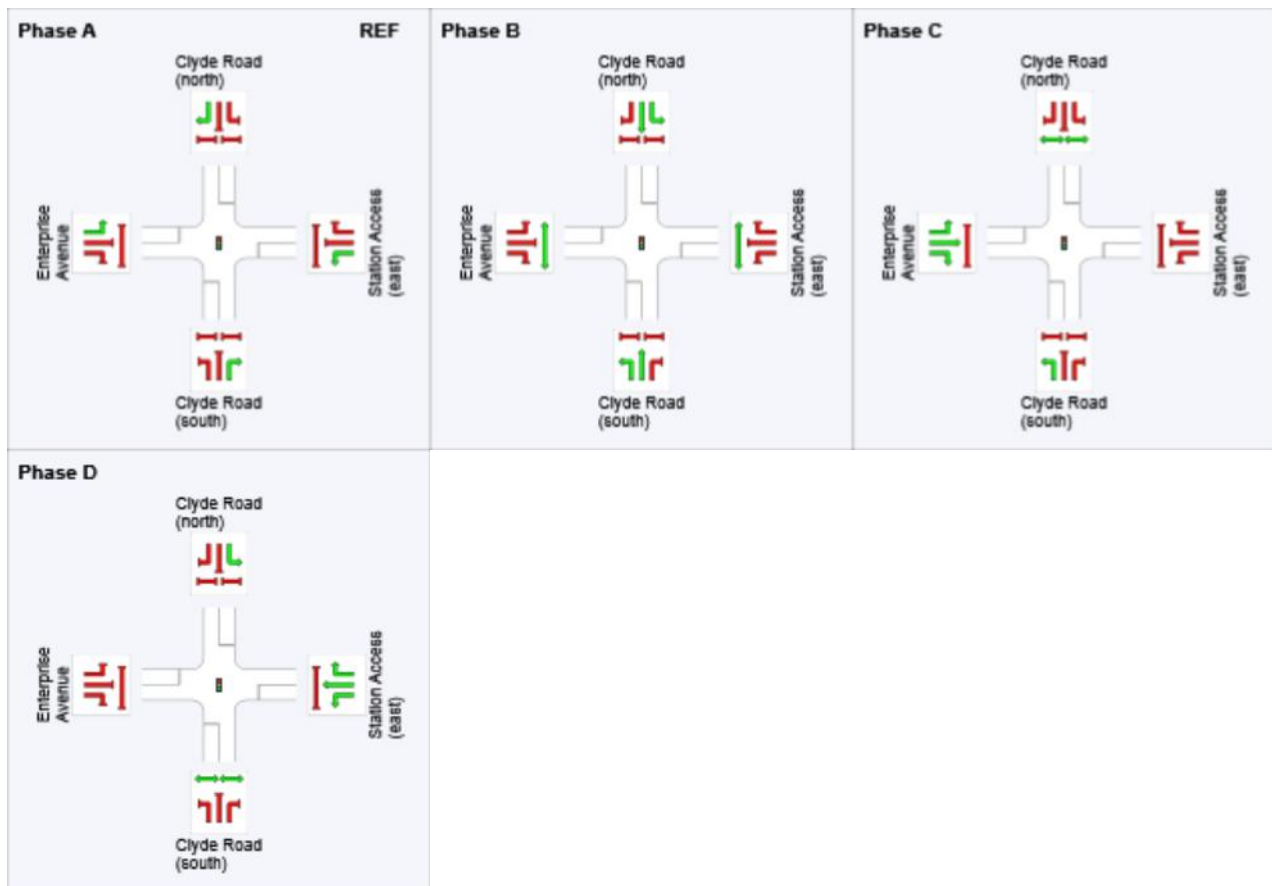 Phase A
REF
Clyde Road
(north)
Enterprise
Avenue
Station Access
(east)
Clyde Road
(south)
Phase B
Clyde Road
(north)
Enterprise
Avenue
Station Access
(east)
Clyde Road
(south)
Phase C
Clyde Road
(north)
Enterprise
Avenue
Station Access
(east)
Clyde Road
(south)
Phase D
Clyde Road
(north)
Enterprise
Avenue
Station Access
(east)
Clyde Road
(south)